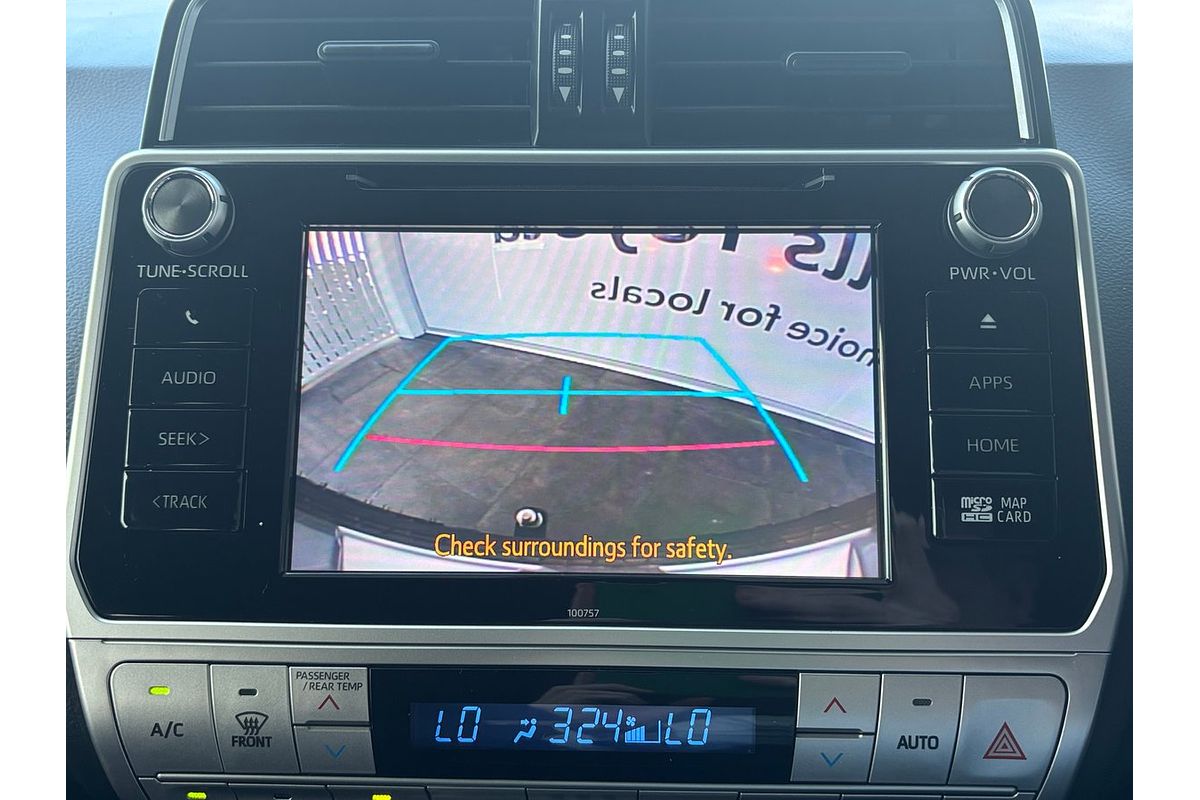 TUNE•SCROLL
AUDIO
SEEK>
<TRACK
for locals
Check surroundings for safety.
PWR•VOL
APPS
HOME
micro SD HC MAP CARD
100757
A/C
FRONT
PASSENGER
/REAR TEMP
LO 324 LO
AUTO